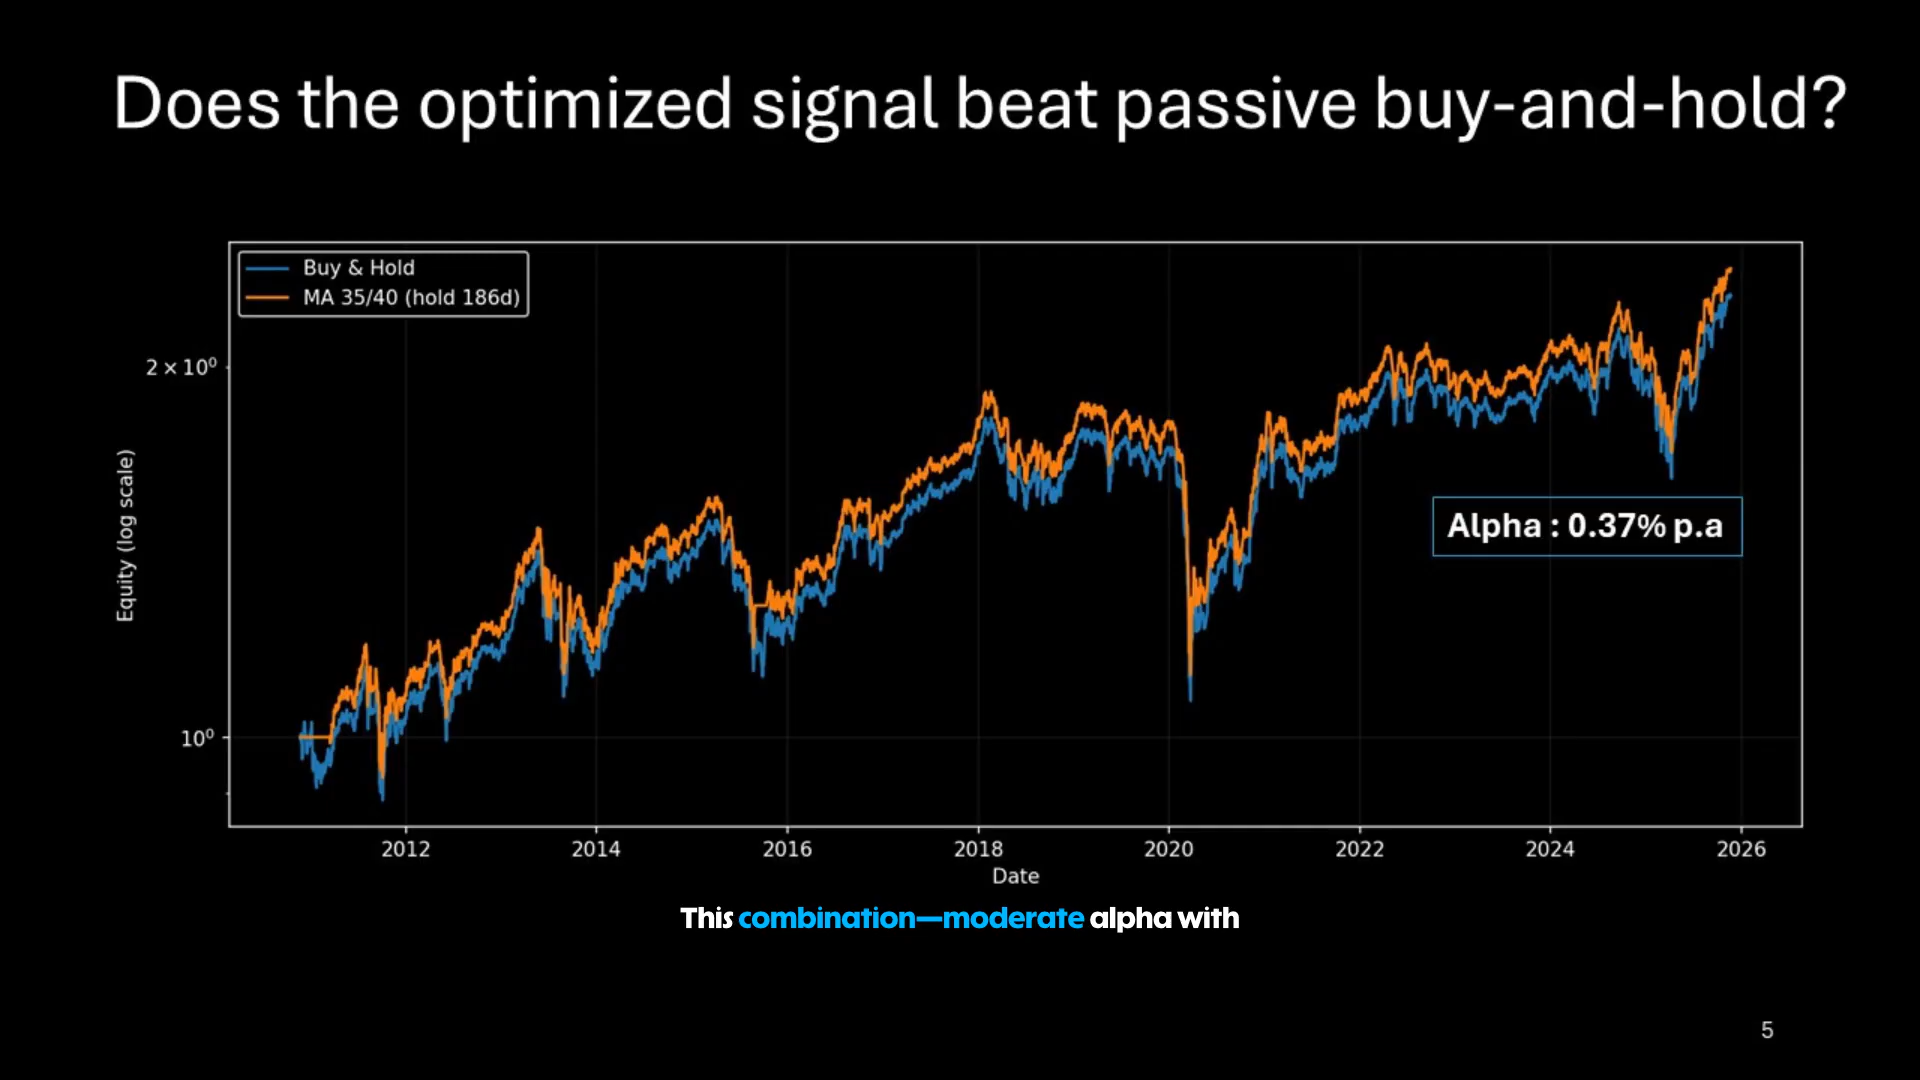 Does the optimized signal beat passive buy-and-hold?
Buy & Hold
MA 35/40 (hold 186d)
2 × 10⁰
10⁰
Equity (log scale)
Alpha : 0.37% p.a
2012 2014 2016 2018 2020 2022 2024 2026
Date
This combination—moderate alpha with
5